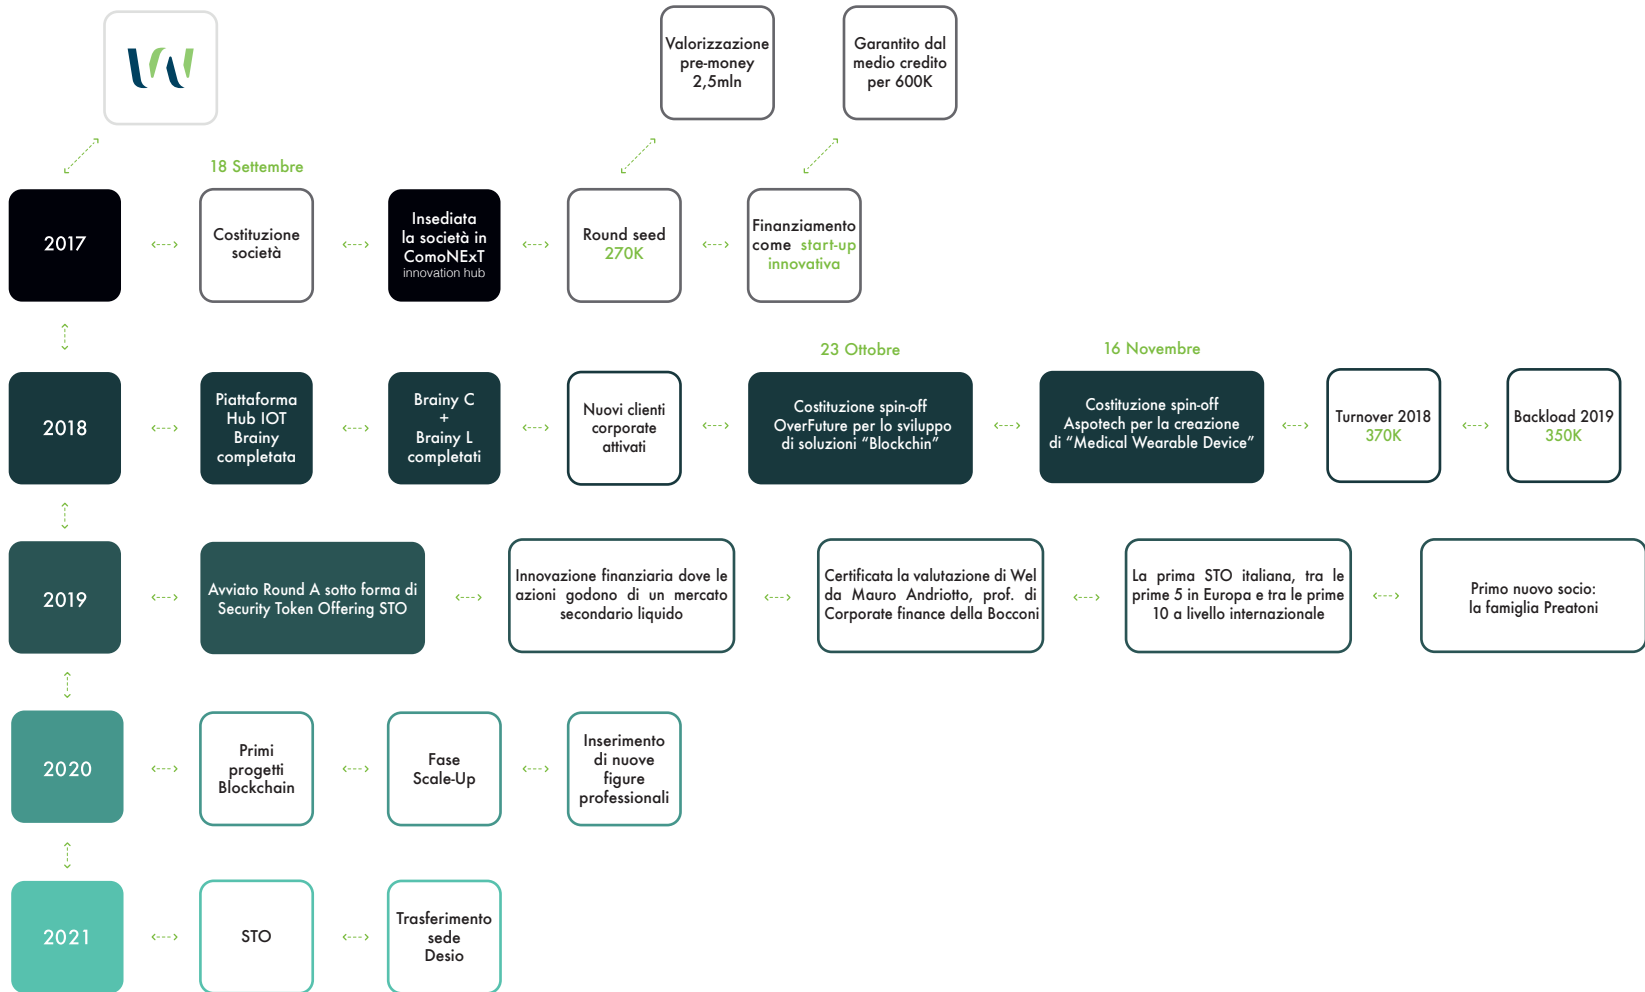 Valorizzazione
pre-money
2,5mln
Garantito dal
medio credito
per 600K
2017
18 Settembre
Costituzione
società
Insediata
la società in
ComoNExT
innovation hub
Round seed
270K
Finanziamento
come start-up
innovativa
2018
Piattaforma
Hub IOT
Brainy
completata
Brainy C
+
Brainy L
completati
Nuovi clienti
corporate
attivati
23 Ottobre
Costituzione spin-off
OverFuture per lo sviluppo
di soluzioni “Blockchin”
16 Novembre
Costituzione spin-off
Aspotech per la creazione
di “Medical Wearable Device”
Turnover 2018
370K
Backload 2019
350K
2019
Avviato Round A sotto forma di
Security Token Offering STO
Innovazione finanziaria dove le
azioni godono di un mercato
secondario liquido
Certificata la valutazione di Wel
da Mauro Andriotto, prof. di
Corporate finance della Bocconi
La prima STO italiana, tra le
prime 5 in Europa e tra le prime
10 a livello internazionale
Primo nuovo socio:
la famiglia Preatoni
2020
Primi
progetti
Blockchain
Fase
Scale-Up
Inserimento
di nuove
figure
professionali
2021
STO
Trasferimento
sede
Desio